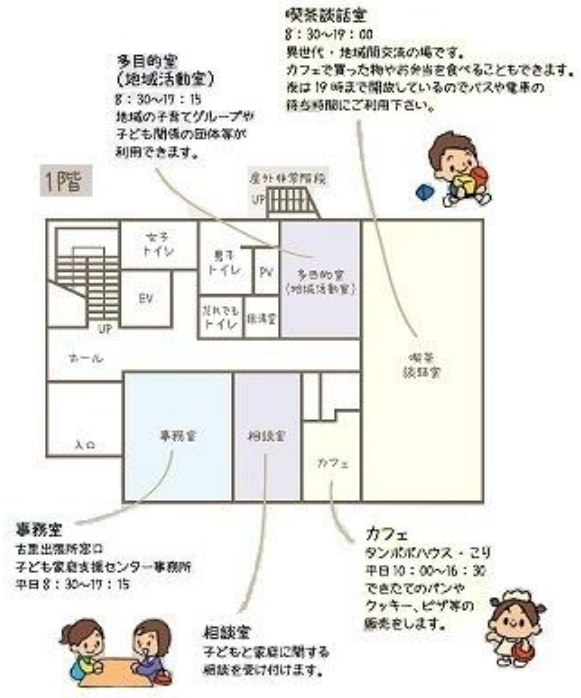 喫茶談話室
8:30〜19:00
異世代・地域間交流の場です。
カフェで買った物やお弁当を食べることもできます。
夜は19時まで開放しているのでバスや電車の
待ち時間にご利用下さい。
多目的室
(地域活動室)
8:30〜17:15
地域の子育てグループや
子ども関係の団体等が
利用できます。
1階
屋外非常階段
UP
女子
トイレ
男子
トイレ
PV
多目的室
(地域活動室)
EV
だれでも
トイレ
UP
ホール
喫茶
談話室
入口
事務室
相談室
カフェ
事務室
古里出張所窓口
子ども家庭支援センター事務所
平日8:30〜17:15
カフェ
タンポポハウス・こり
平日10:00〜16:30
できたてのパンや
クッキー、ピザ等の
販売をします。
相談室
子どもと家庭に関する
相談を受け付けます。